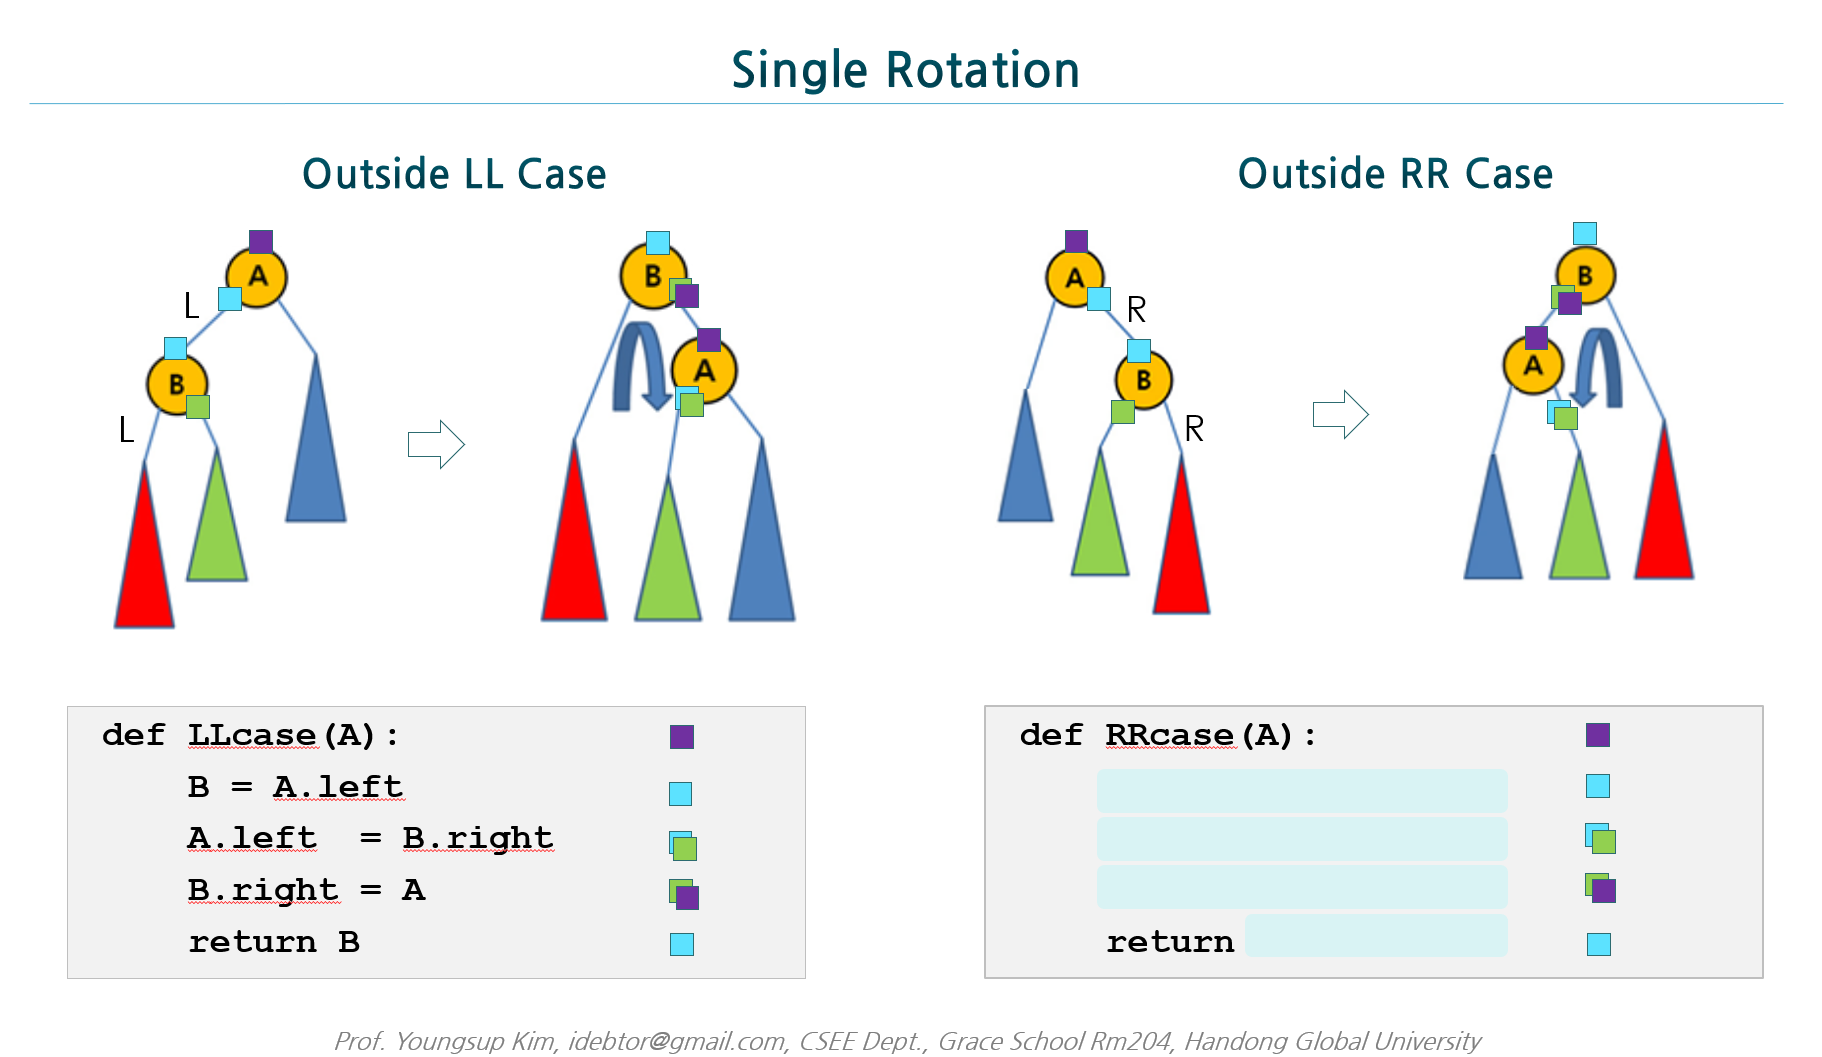 Single Rotation
Outside LL Case
Outside RR Case
A
L
B
L
B
A
A
R
B
R
B
A
def LLcase(A):
B = A.left
A.left  = B.right
B.right = A
return B
def RRcase(A):
return
Prof. Youngsup Kim, idebtor@gmail.com, CSEE Dept., Grace School Rm204, Handong Global University